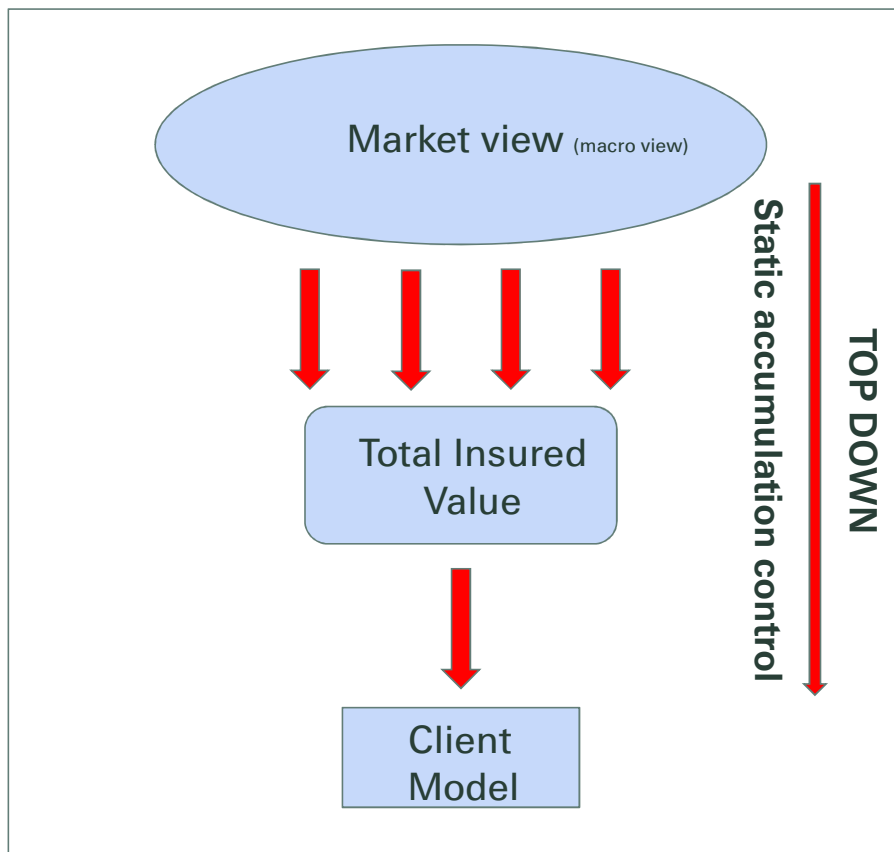 Market view (macro view)
Total Insured
Value
Client
Model
Static accumulation control
TOP DOWN